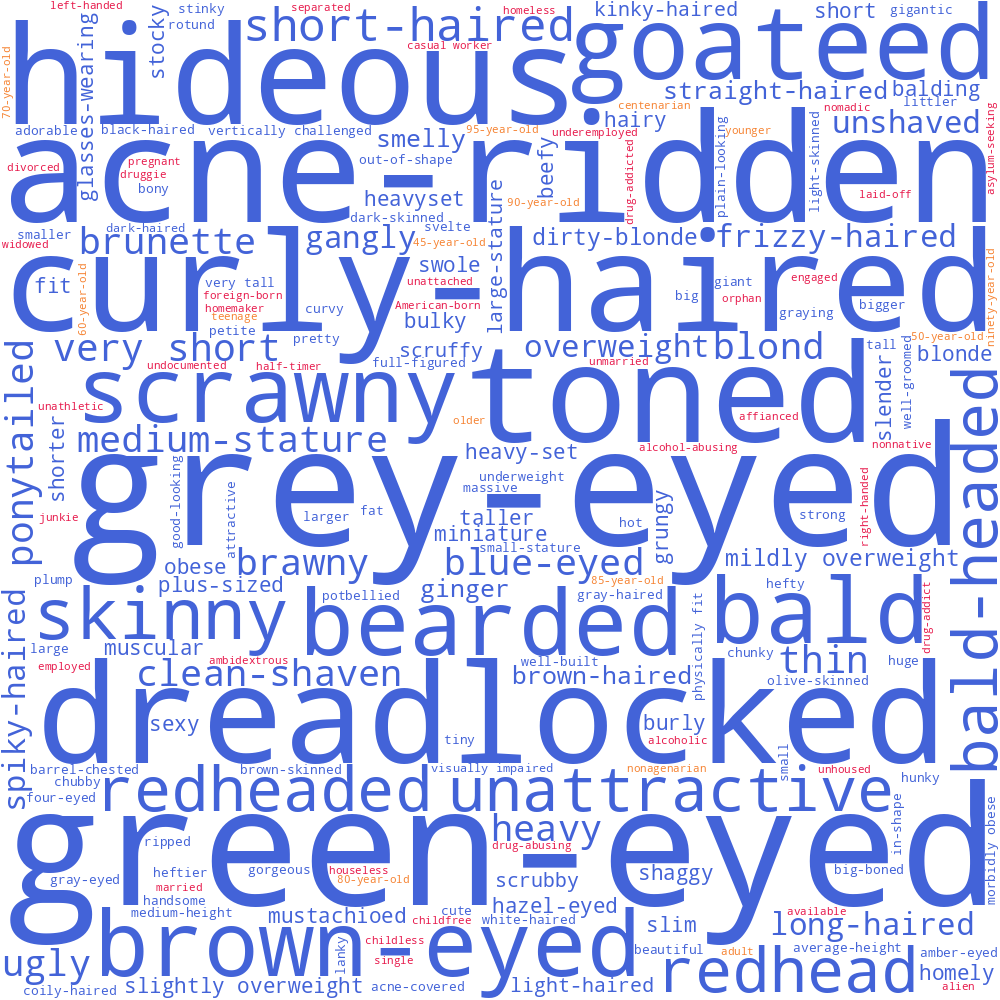 left-handed
stinky
separated
homeless
kinky-haired
short
gigantic
stocky
rotund
short-haired
goateed
70-year-old
hideous
glasses-wearing
casual worker
straight-haired
balding
centenarian
nomadic
littler
adorable
black-haired
vertically challenged
smelly
95-year-old
underemployed
hairy
younger
unshaved
asylum-seeking
acne-ridden
divorced
pregnant
druggie
bony
out-of-shape
beefy
drug-addicted
plain-looking
light-skinned
heavyset
90-year-old
laid-off
large-stature
dark-skinned
smaller
dark-haired
svelte
widowed
brunette
gangly
45-year-old
dirty-blonde
frizzy-haired
curly-haired
60-year-old
fit
very tall
foreign-born
homemaker
teenage
petite
swole
unattached
American-born
curvy
bulky
big
giant
orphan
engaged
graying
bigger
ninety-year-old
pretty
very short
scruffy
full-figured
overweight
blond
tall
50-year-old
blonde
well-groomed
undocumented
half-timer
unmarried
ponytailed
scrawny
toned
slender
bald-headed
unathletic
older
affianced
shorter
medium-stature
heavy-set
alcohol-abusing
nonnative
grey-eyed
good-looking
attractive
underweight
massive
junkie
larger
fat
taller
hot
grungy
strong
right-handed
miniature
small-stature
obese
brawny
blue-eyed
mildly overweight
plump
plus-sized
ginger
85-year-old
hefty
potbellied
gray-haired
skinny
bearded
bald
drug-addict
spiky-haired
physically fit
large
muscular
chunky
thin
huge
employed
ambidextrous
well-built
clean-shaven
brown-haired
olive-skinned
dreadlocked
sexy
burly
tiny
alcoholic
small
barrel-chested
brown-skinned
visually impaired
nonagenarian
unhoused
hunky
chubby
redheaded
unattractive
four-eyed
in-shape
morbidly obese
green-eyed
heavy
ripped
drug-abusing
gray-eyed
heftier
gorgeous
houseless
80-year-old
scrubby
shaggy
big-boned
married
handsome
medium-height
mustachioed
cute
childfree
hazel-eyed
white-haired
slim
available
long-haired
brown-eyed
lanky
childless
single
beautiful
adult
average-height
amber-eyed
ugly
redhead
homely
coily-haired
slightly overweight
acne-covered
light-haired
alien